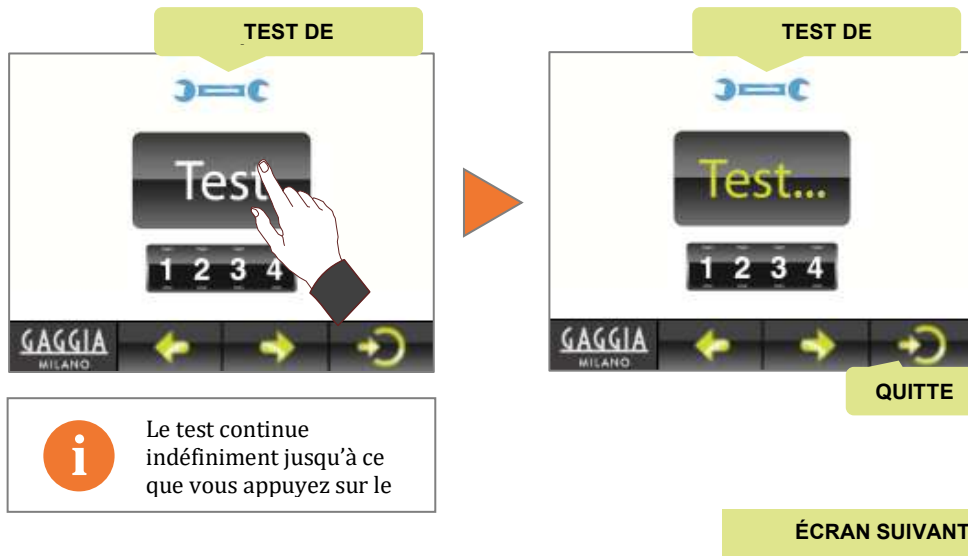 TEST DE
TEST DE
Test
Test...
1 2 3 4
1 2 3 4
GAGGIA
MILANO
GAGGIA
MILANO
QUITTE
i
Le test continue
indéfiniment jusqu'à ce
que vous appuyez sur le
ÉCRAN SUIVANT